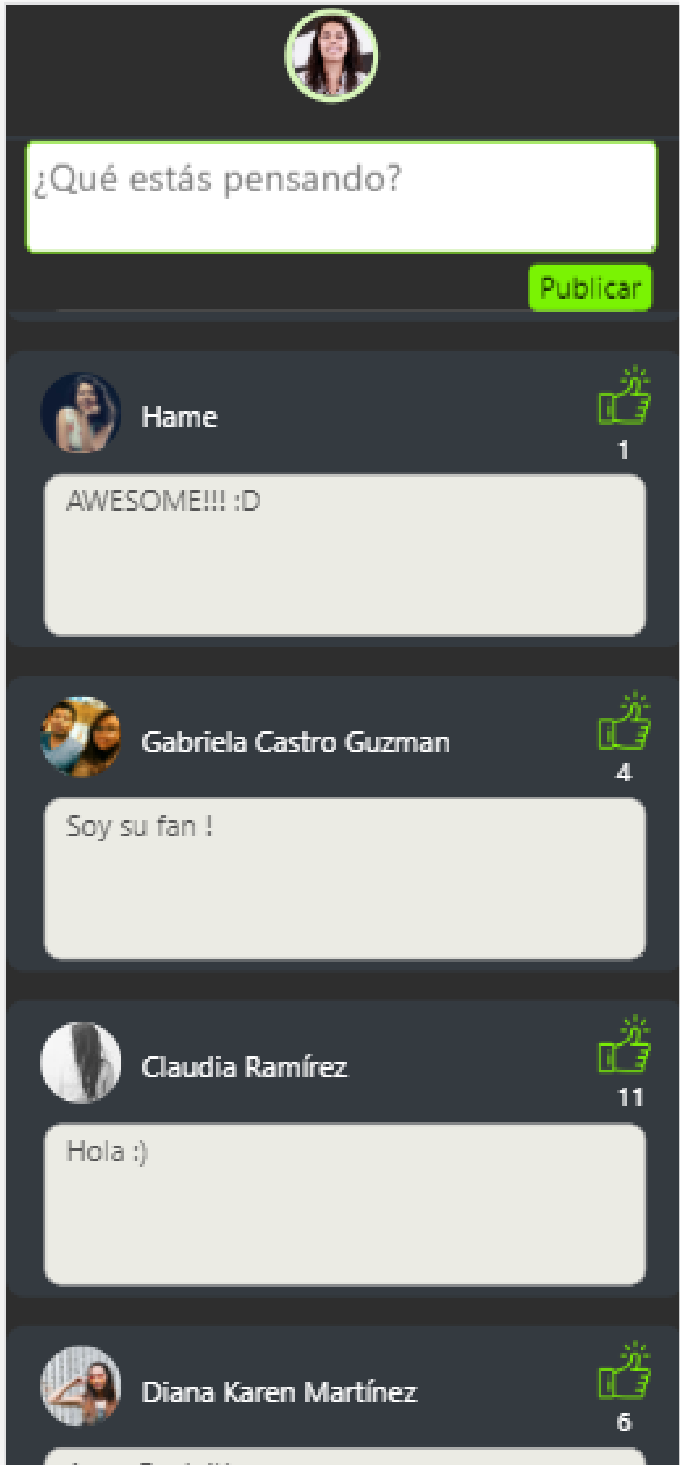 ¿Qué estás pensando?
Publicar
Hame
1
AWESOME!!! :D
Gabriela Castro Guzman
4
Soy su fan !
Claudia Ramírez
11
Hola :)
Diana Karen Martínez
6